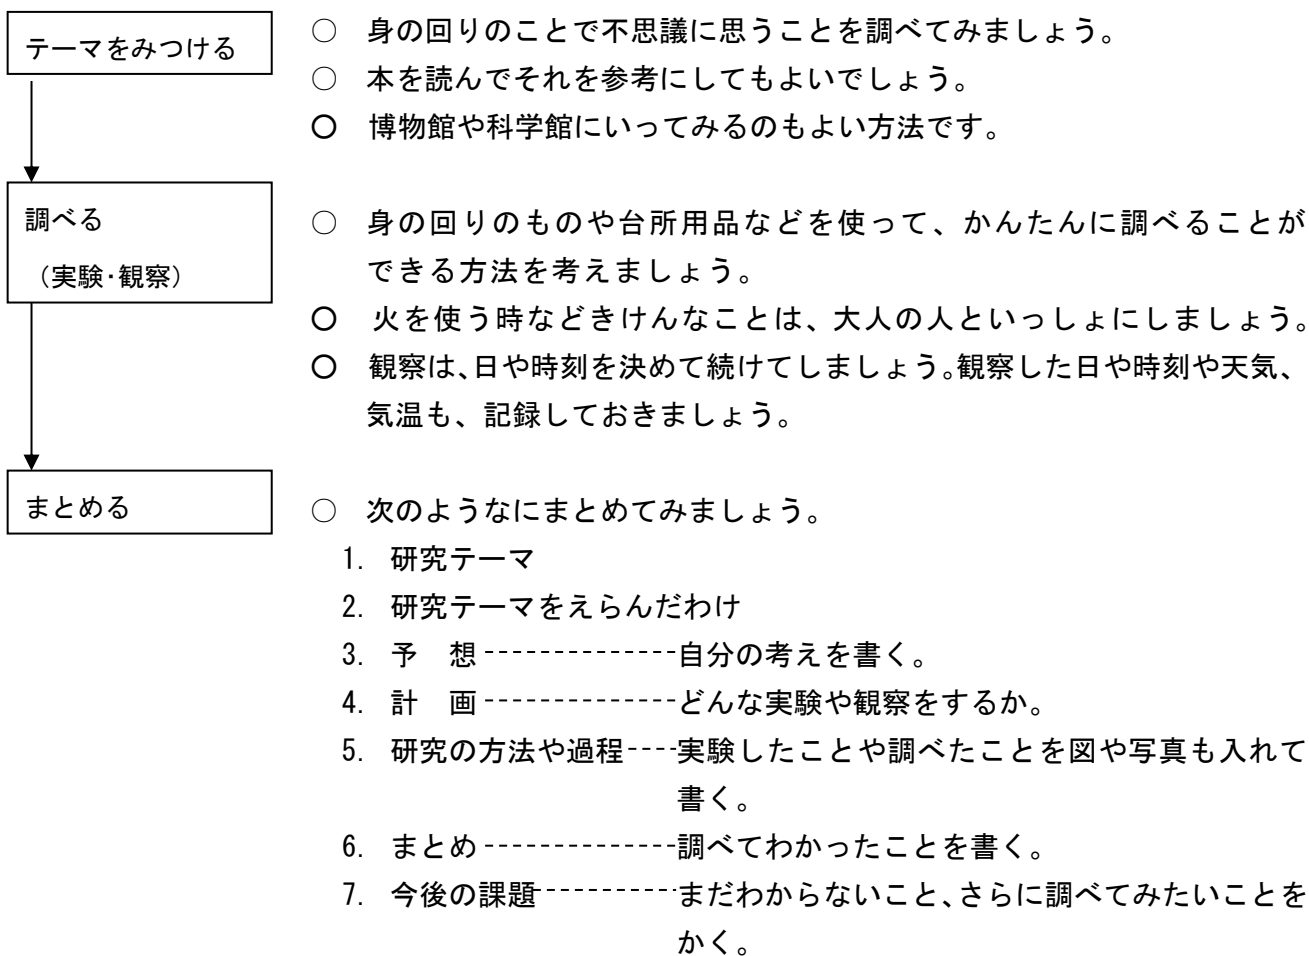 テーマをみつける
○　身の回りのことで不思議に思うことを調べてみましょう。
○　本を読んでそれを参考にしてもよいでしょう。
○　博物館や科学館にいってみるのもよい方法です。
調べる
（実験･観察）
○　身の回りのものや台所用品などを使って、かんたんに調べることが
できる方法を考えましょう。
○　火を使う時などきけんなことは、大人の人といっしょにしましょう。
○　観察は、日や時刻を決めて続けてしましょう。観察した日や時刻や天気、
気温も、記録しておきましょう。
まとめる
○　次のようなにまとめてみましょう。
1.　研究テーマ
2.　研究テーマをえらんだわけ
3.　予　想--------------自分の考えを書く。
4.　計　画--------------どんな実験や観察をするか。
5.　研究の方法や過程----実験したことや調べたことを図や写真も入れて
書く。
6.　まとめ--------------調べてわかったことを書く。
7.　今後の課題----------まだわからないこと、さらに調べてみたいことを
かく。